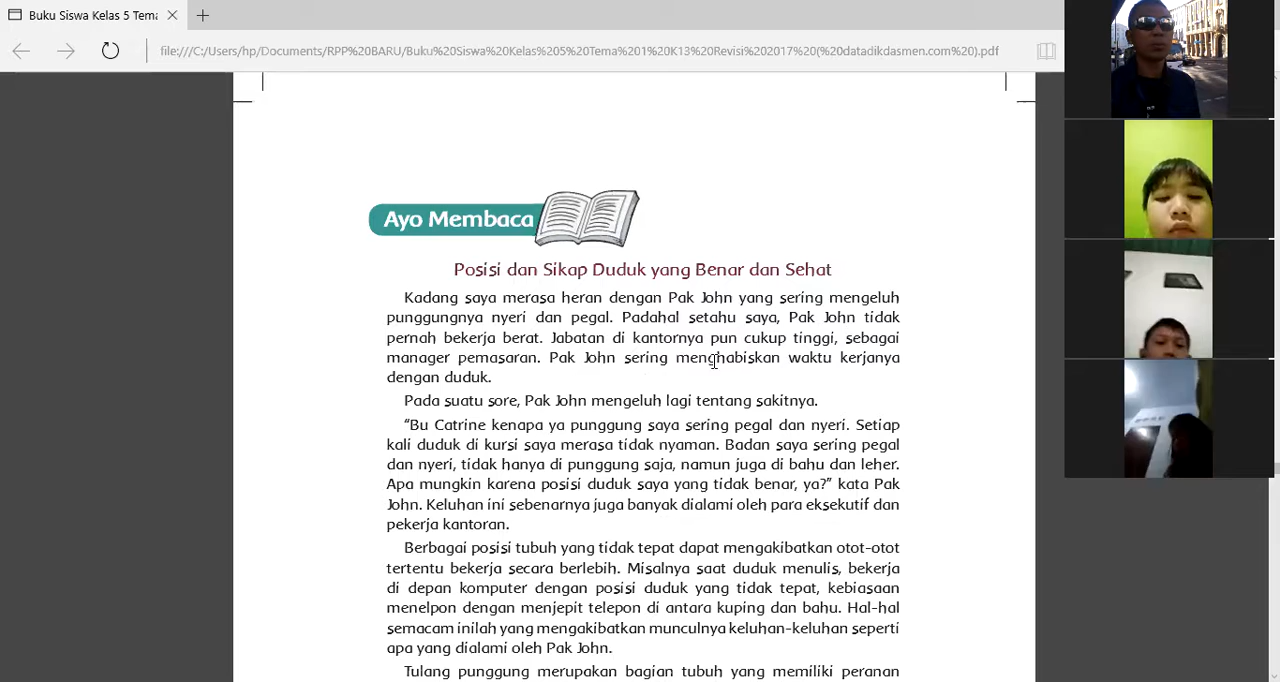 Buku Siswa Kelas 5 Tema
file:///C:/Users/hp/Documents/RPP%20BARU/Buku%20Siswa%20Kelas%205%20Tema%201%20K13%20Revisi%202017%20(%20datadikdasmen.com%20).pdf
Ayo Membaca
Posisi dan Sikap Duduk yang Benar dan Sehat
Kadang saya merasa heran dengan Pak John yang sering mengeluh
punggungnya nyeri dan pegal. Padahal setahu saya, Pak John tidak
pernah bekerja berat. Jabatan di kantornya pun cukup tinggi, sebagai
manager pemasaran. Pak John sering menghabiskan waktu kerjanya
dengan duduk.
Pada suatu sore, Pak John mengeluh lagi tentang sakitnya.
“Bu Catrine kenapa ya punggung saya sering pegal dan nyeri. Setiap
kali duduk di kursi saya merasa tidak nyaman. Badan saya sering pegal
dan nyeri, tidak hanya di punggung saja, namun juga di bahu dan leher.
Apa mungkin karena posisi duduk saya yang tidak benar, ya?” kata Pak
John. Keluhan ini sebenarnya juga banyak dialami oleh para eksekutif dan
pekerja kantoran.
Berbagai posisi tubuh yang tidak tepat dapat mengakibatkan otot-otot
tertentu bekerja secara berlebih. Misalnya saat duduk menulis, bekerja
di depan komputer dengan posisi duduk yang tidak tepat, kebiasaan
menelpon dengan menjepit telepon di antara kuping dan bahu. Hal-hal
semacam inilah yang mengakibatkan munculnya keluhan-keluhan seperti
apa yang dialami oleh Pak John.
Tulang punggung merupakan bagian tubuh yang memiliki peranan